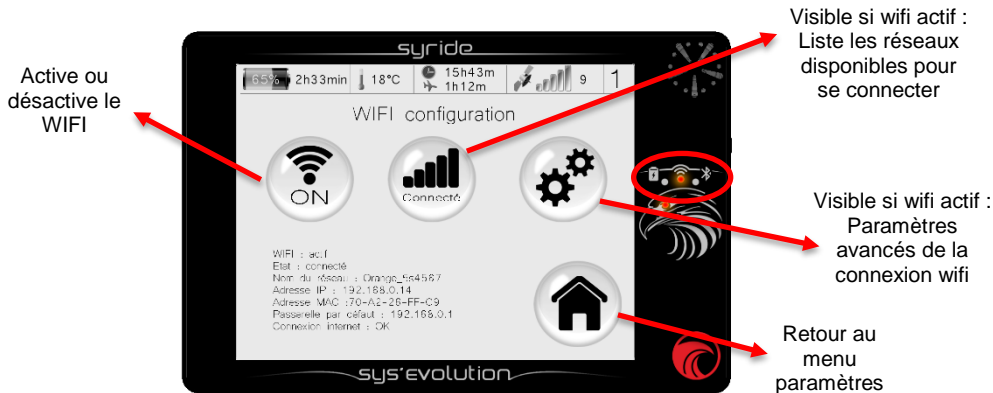 Visible si wifi actif :
Liste les réseaux
disponibles pour
se connecter
Active ou
désactive le
WIFI
syride
65% 2h33min 18°C 15h43m 9 1
1h12m
WIFI configuration
ON
Connecté
WIFI : actif
Etat : connecté
Nom du réseau : Orange_5s4567
Adresse IP : 192.168.0.14
Adresse MAC :70-A2-26-FF-C9
Passerelle par défaut : 192.168.0.1
Connexion internet : OK
Visible si wifi actif :
Paramètres
avancés de la
connexion wifi
Retour au
menu
paramètres
sys'evolution